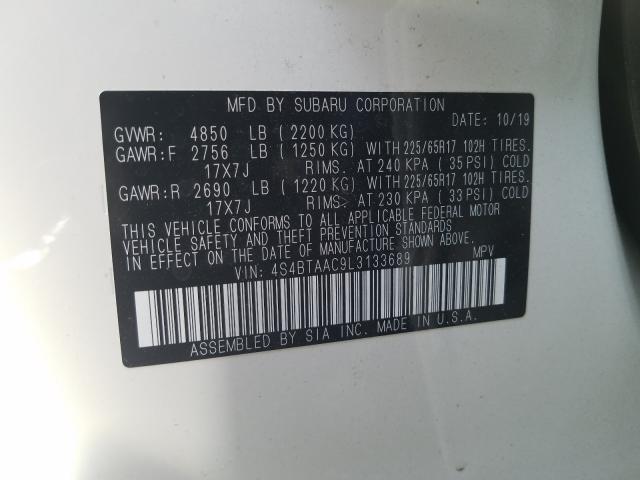 MFD BY SUBARU CORPORATION DATE: 10/19
GVWR: 4850 LB (2200 KG)
GAWR:F 2756 LB (1250 KG) WITH 225/65R17 102H TIRES.
17X7J RIMS. AT 240 KPA (35 PSI) COLD
GAWR:R 2690 LB (1220 KG) WITH 225/65R17 102H TIRES.
17X7J RIMS. AT 230 KPA (33 PSI) COLD
THIS VEHICLE CONFORMS TO ALL APPLICABLE FEDERAL MOTOR
VEHICLE SAFETY AND THEFT PREVENTION STANDARDS IN EFFECT
ON THE DATE OF MANUFACTURE SHOWN ABOVE.
VIN: 4S4BTAAC9L3133689 MPV
ASSEMBLED BY SIA INC. MADE IN U.S.A.